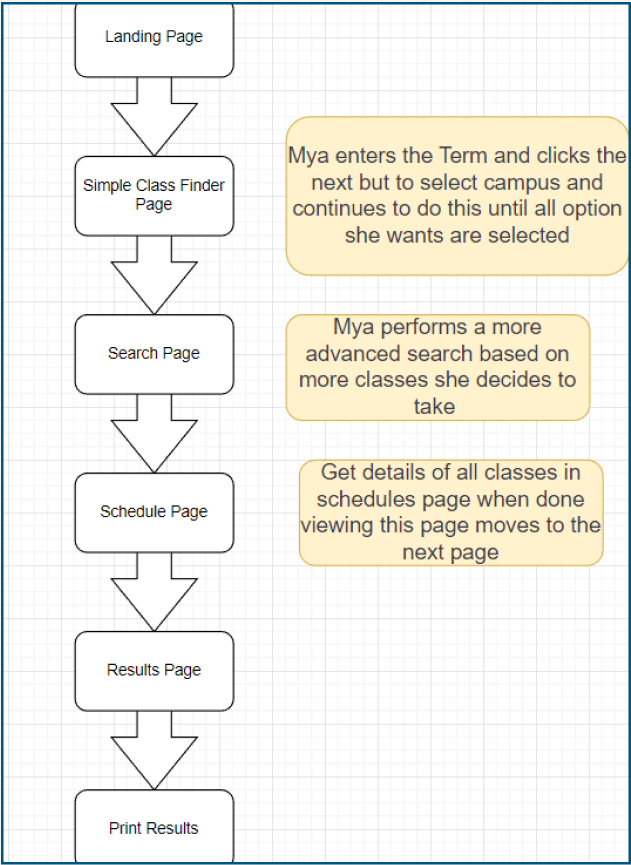 Landing Page
Mya enters the Term and clicks the
next but to select campus and
continues to do this until all option
she wants are selected
Simple Class Finder
Page
Mya performs a more
advanced search based on
more classes she decides to
take
Search Page
Get details of all classes in
schedules page when done
viewing this page moves to the
next page
Schedule Page
Results Page
Print Results